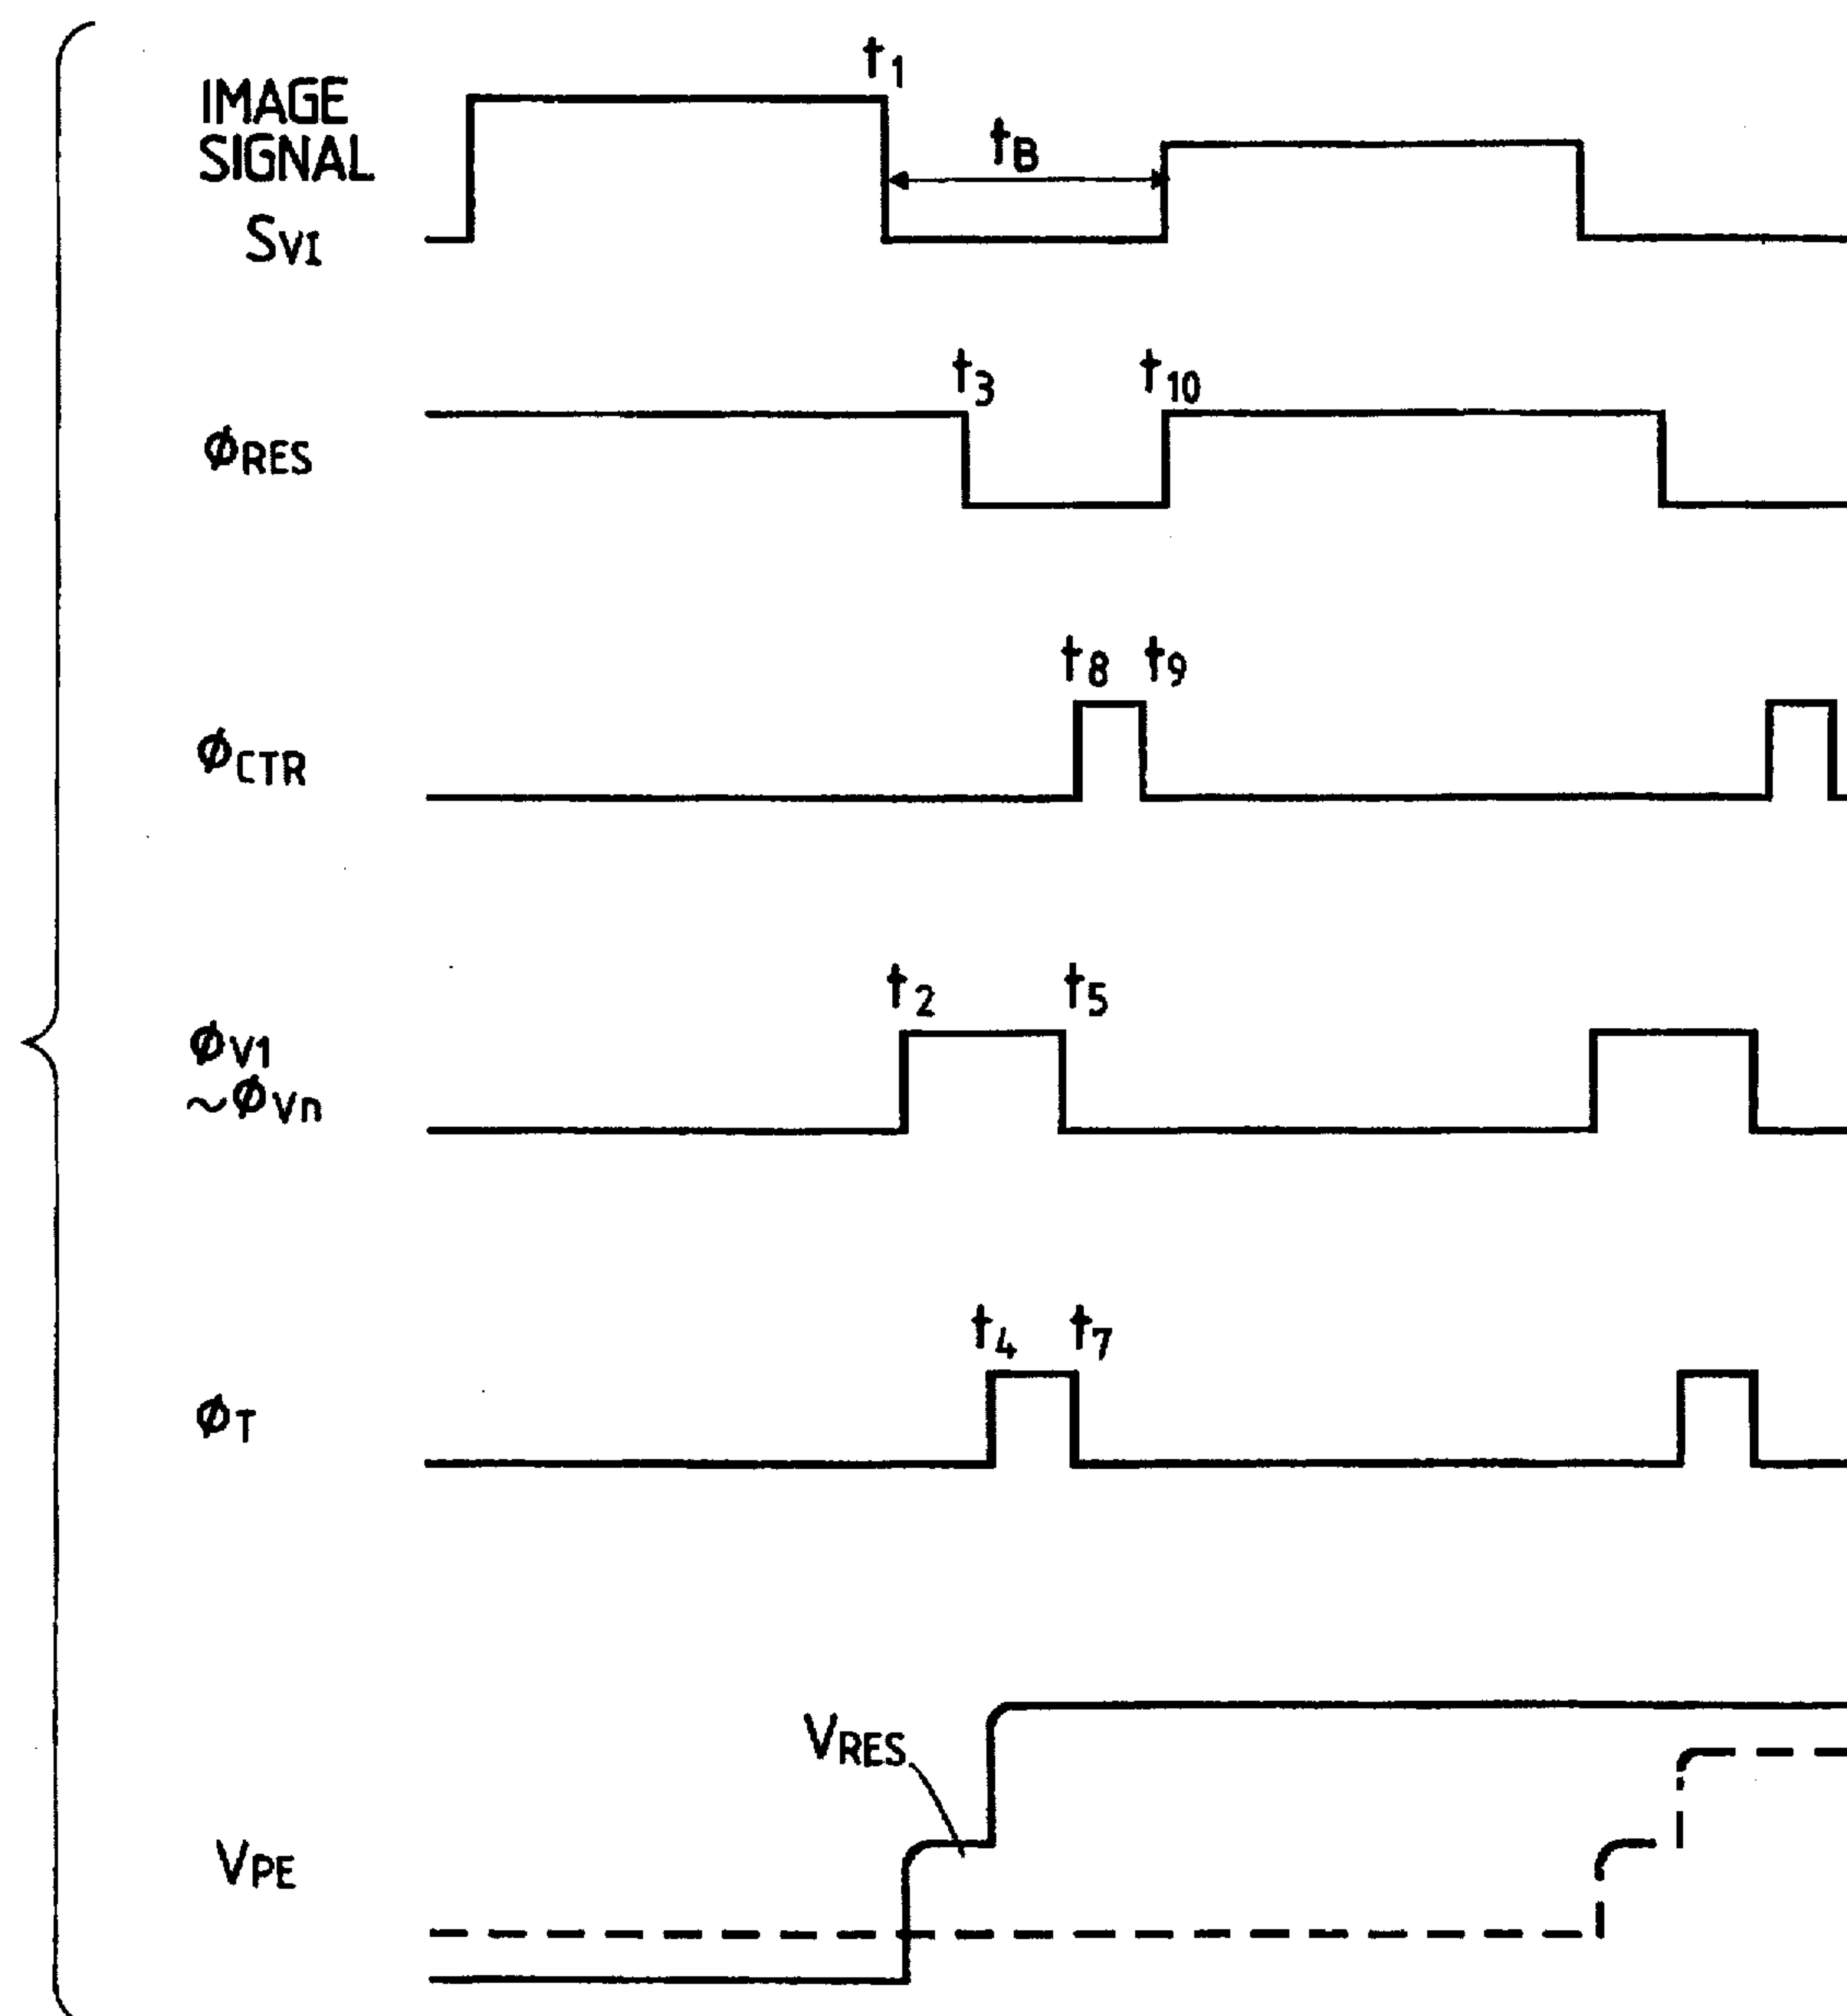 t1
IMAGE
SIGNAL
SVI
tB
t3
t10
ϕRES
t8 t9
ϕCTR
t2
t5
ϕV1
~ϕVn
t4 t7
ϕT
VRES
VPE